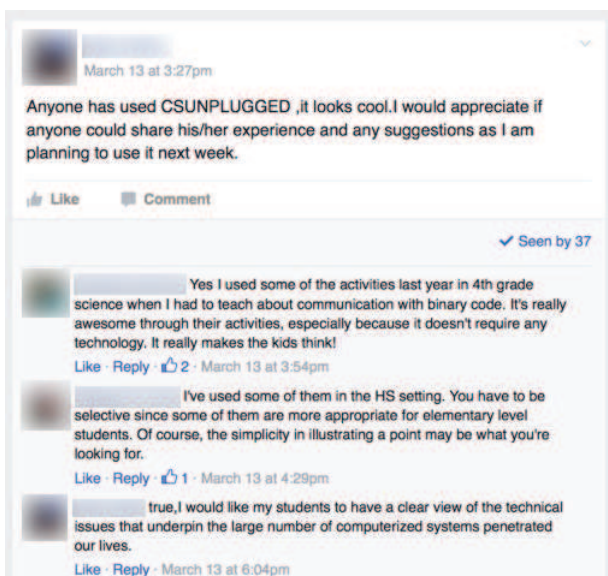 March 13 at 3:27pm
Anyone has used CSUNPLUGGED ,it looks cool.I would appreciate if
anyone could share his/her experience and any suggestions as I am
planning to use it next week.
Like Comment
Seen by 37
Yes I used some of the activities last year in 4th grade
science when I had to teach about communication with binary code. It's really
awesome through their activities, especially because it doesn't require any
technology. It really makes the kids think!
Like · Reply · 2 · March 13 at 3:54pm
I've used some of them in the HS setting. You have to be
selective since some of them are more appropriate for elementary level
students. Of course, the simplicity in illustrating a point may be what you're
looking for.
Like · Reply · 1 · March 13 at 4:29pm
true,I would like my students to have a clear view of the technical
issues that underpin the large number of computerized systems penetrated
our lives.
Like · Reply · March 13 at 6:04pm